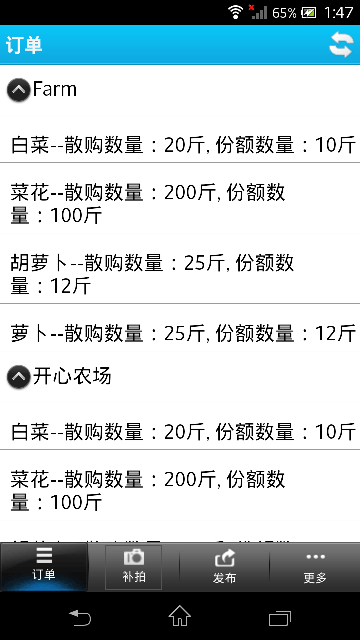 65% 1:47
订单
Farm
白菜--散购数量：20斤,份额数量：10斤
菜花--散购数量：200斤,份额数
量：100斤
胡萝卜--散购数量：25斤,份额数
量：12斤
萝卜--散购数量：25斤,份额数量：12斤
开心农场
白菜--散购数量：20斤,份额数量：10斤
菜花--散购数量：200斤,份额数
量：100斤
订单 补拍 发布 更多